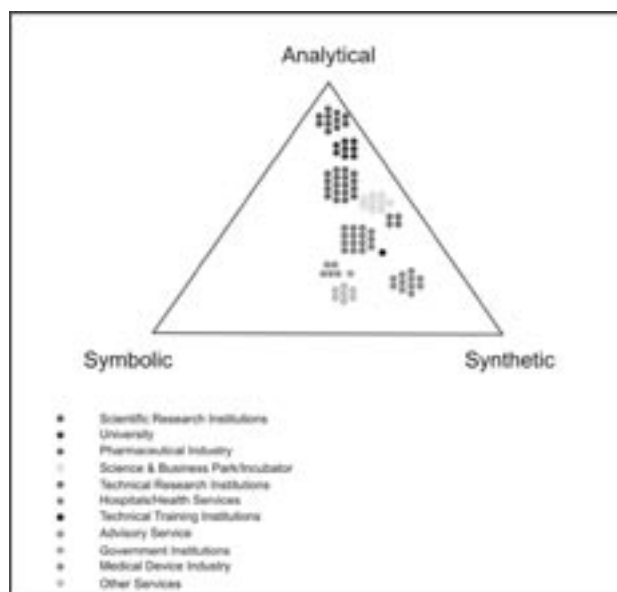 Analytical
Symbolic
Synthetic
Scientific Research Institutions
University
Pharmaceutical Industry
Science & Business Park/Incubator
Technical Research Institutions
Hospitals/Health Services
Technical Training Institutions
Advisory Service
Government Institutions
Medical Device Industry
Other Services